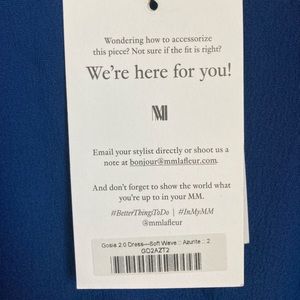 Wondering how to accessorize
this piece? Not sure if the fit is right?
We're here for you!
MM
Email your stylist directly or shoot us a
note at bonjour@mmlafleur.com.
And don't forget to show the world what
you're up to in your MM.
#BetterThingsToDo | #InMyMM
@mmlafleur
Gosia 2.0 Dress—Soft Wave :: Azurite :: 2
GD2AZT2